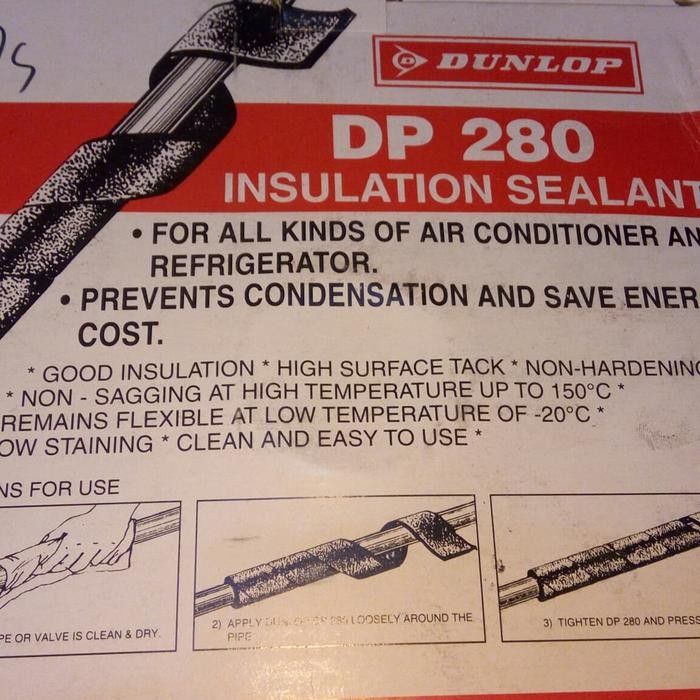 DUNLOP
DP 280
INSULATION SEALANT
• FOR ALL KINDS OF AIR CONDITIONER AN
REFRIGERATOR.
• PREVENTS CONDENSATION AND SAVE ENER
COST.
* GOOD INSULATION * HIGH SURFACE TACK * NON-HARDENING
* NON - SAGGING AT HIGH TEMPERATURE UP TO 150°C *
REMAINS FLEXIBLE AT LOW TEMPERATURE OF -20°C *
OW STAINING * CLEAN AND EASY TO USE *
NS FOR USE
PE OR VALVE IS CLEAN & DRY.
2) APPLY 280 LOOSELY AROUND THE
PIPE
3) TIGHTEN DP 280 AND PRESS